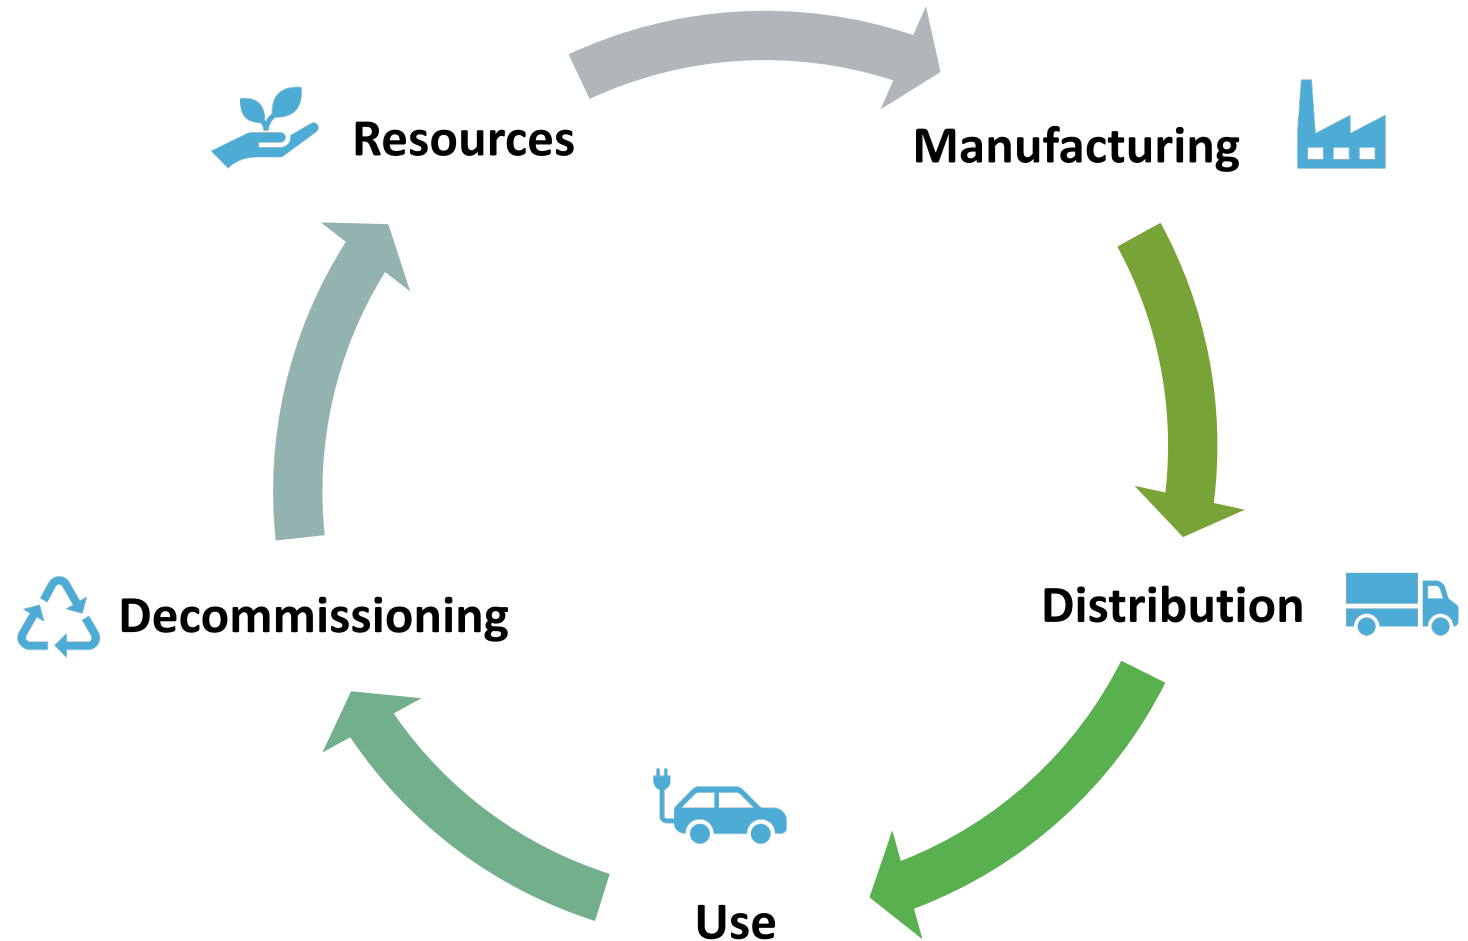 Resources
Manufacturing
Decommissioning
Distribution
Use